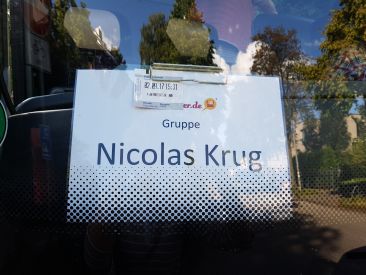 er.de
Gruppe
Nicolas Krug